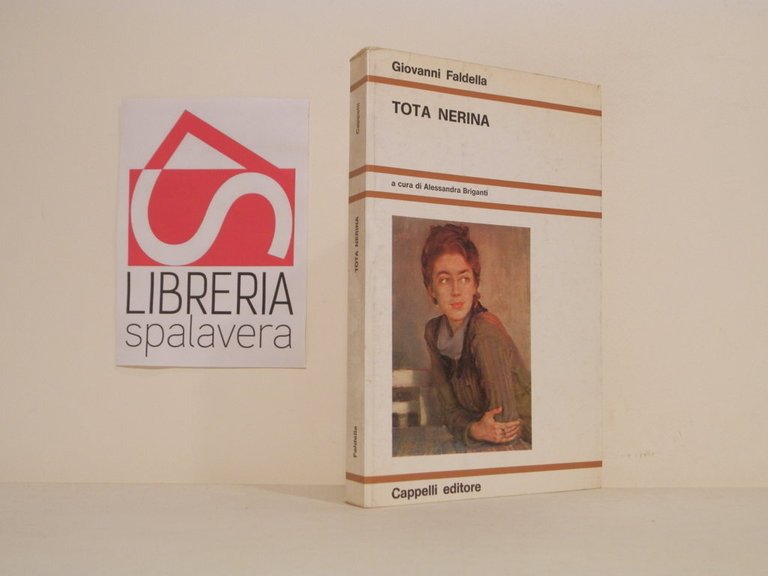 LIBRERIA
spalavera
Cappelli
TOTA NERINA
Faldella
Giovanni Faldella
TOTA NERINA
a cura di Alessandra Briganti
Cappelli editore